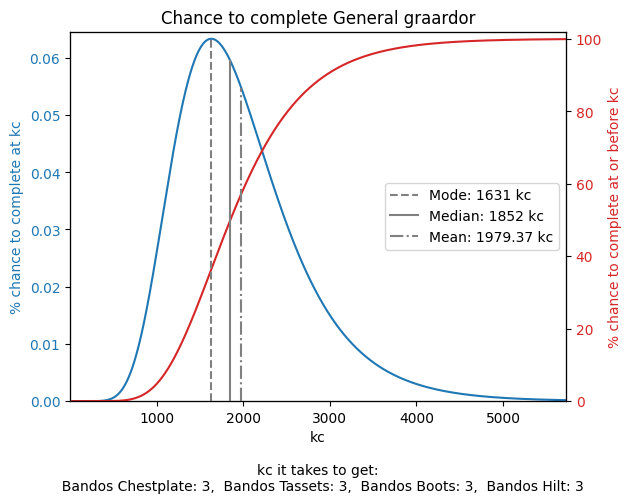 Chance to complete General graardor
% chance to complete at kc
0.06
0.05
0.04
0.03
0.02
0.01
0.00
100
80
60
40
20
0
% chance to complete at or before kc
Mode: 1631 kc
Median: 1852 kc
Mean: 1979.37 kc
1000 2000 3000 4000 5000
kc
kc it takes to get:
Bandos Chestplate: 3,  Bandos Tassets: 3,  Bandos Boots: 3,  Bandos Hilt: 3